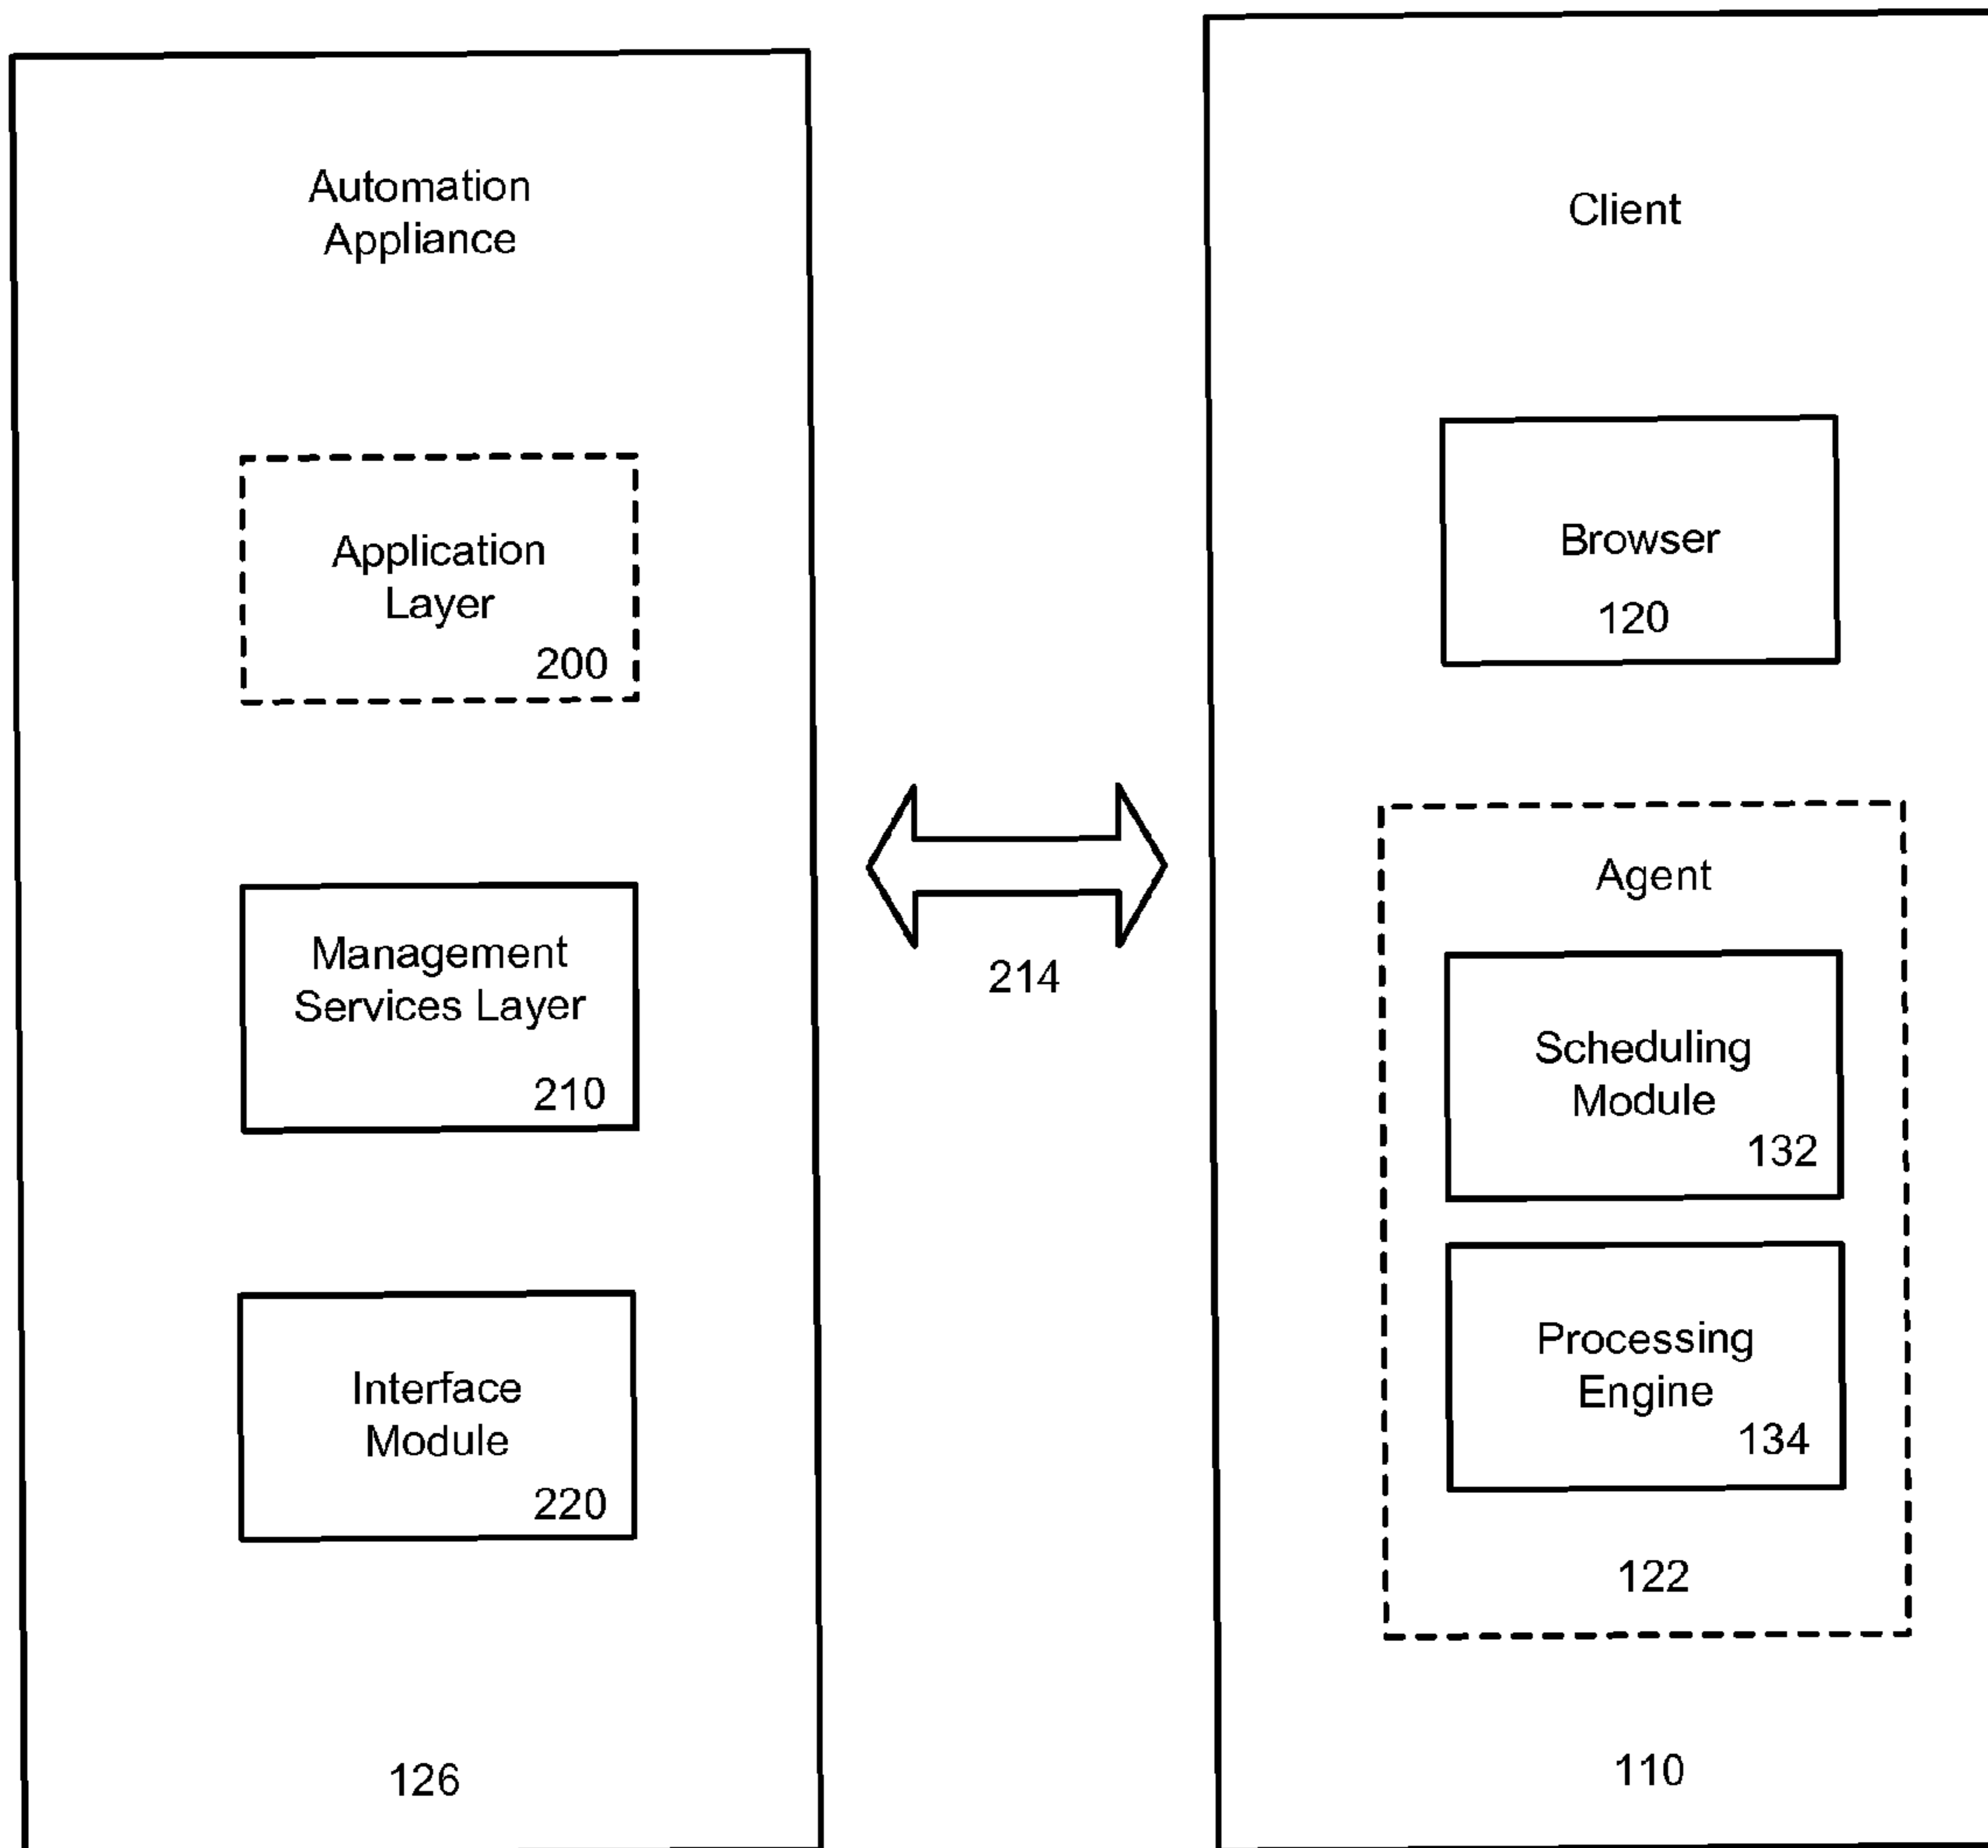 Automation
Appliance
Application
Layer
200
Management
Services Layer
210
Interface
Module
220
126
214
Client
Browser
120
Agent
Scheduling
Module
132
Processing
Engine
134
122
110